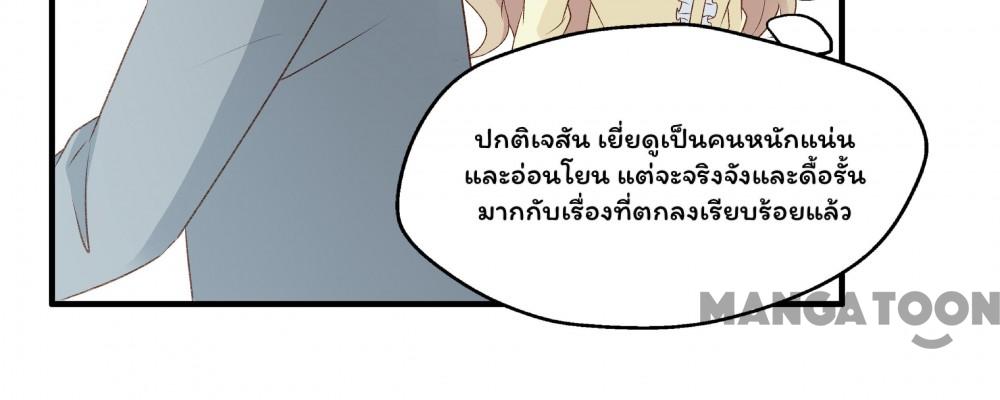 ปกติเจสัน เยี่ยดูเป็นคนหนักแน่น
และอ่อนโยน แต่จะจริงจังและดื้อรั้น
มากกับเรื่องที่ตกลงเรียบร้อยแล้ว
MANGATOON